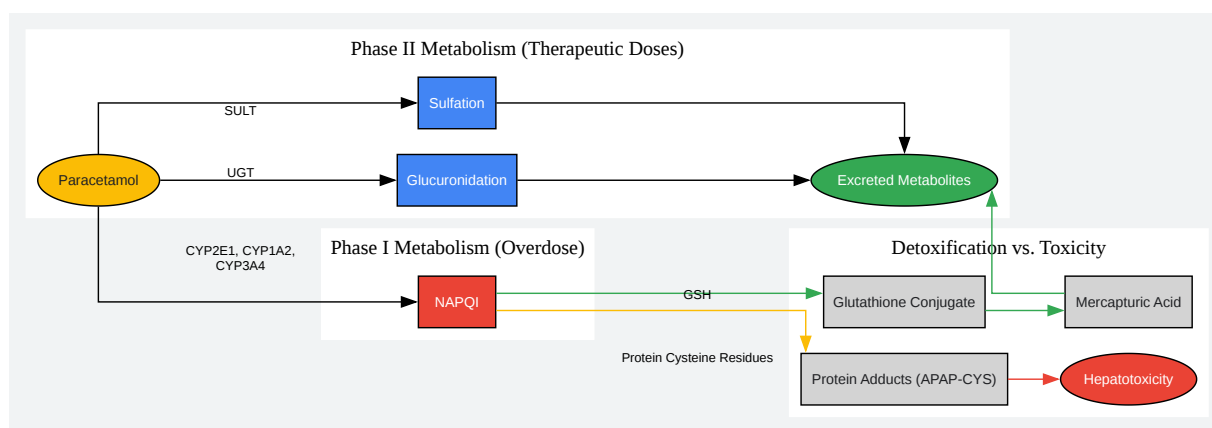 Phase II Metabolism (Therapeutic Doses)
Sulfation
SULT
Paracetamol
UGT
Glucuronidation
Excreted Metabolites
CYP2E1, CYP1A2,
CYP3A4
Phase I Metabolism (Overdose)
NAPQI
Detoxification vs. Toxicity
GSH
Glutathione Conjugate
Mercapturic Acid
Protein Cysteine Residues
Protein Adducts (APAP-CYS)
Hepatotoxicity